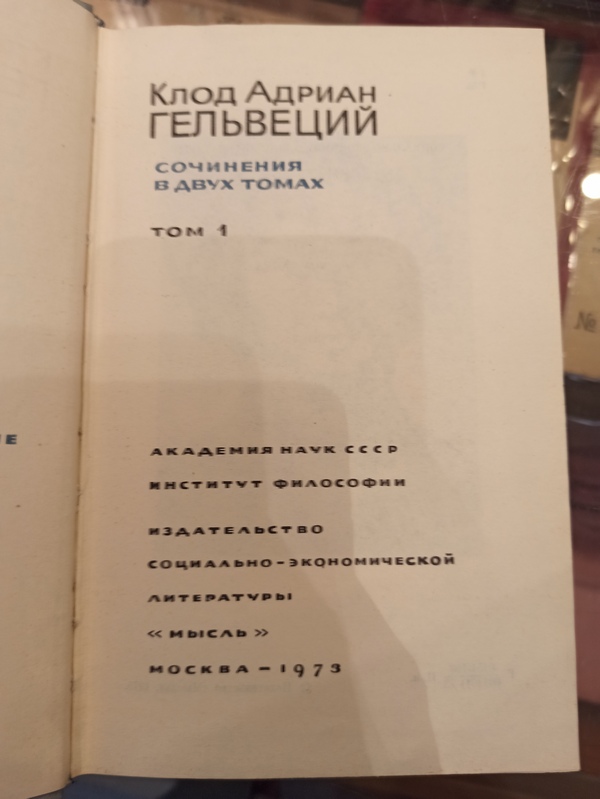 Клод Адриан
ГЕЛЬВЕЦИЙ
СОЧИНЕНИЯ
В ДВУХ ТОМАХ
ТОМ 1
АКАДЕМИЯ НАУК СССР
ИНСТИТУТ ФИЛОСОФИИ
ИЗДАТЕЛЬСТВО
СОЦИАЛЬНО-ЭКОНОМИЧЕСКОЙ
ЛИТЕРАТУРЫ
«МЫСЛЬ»
МОСКВА - 1973
№